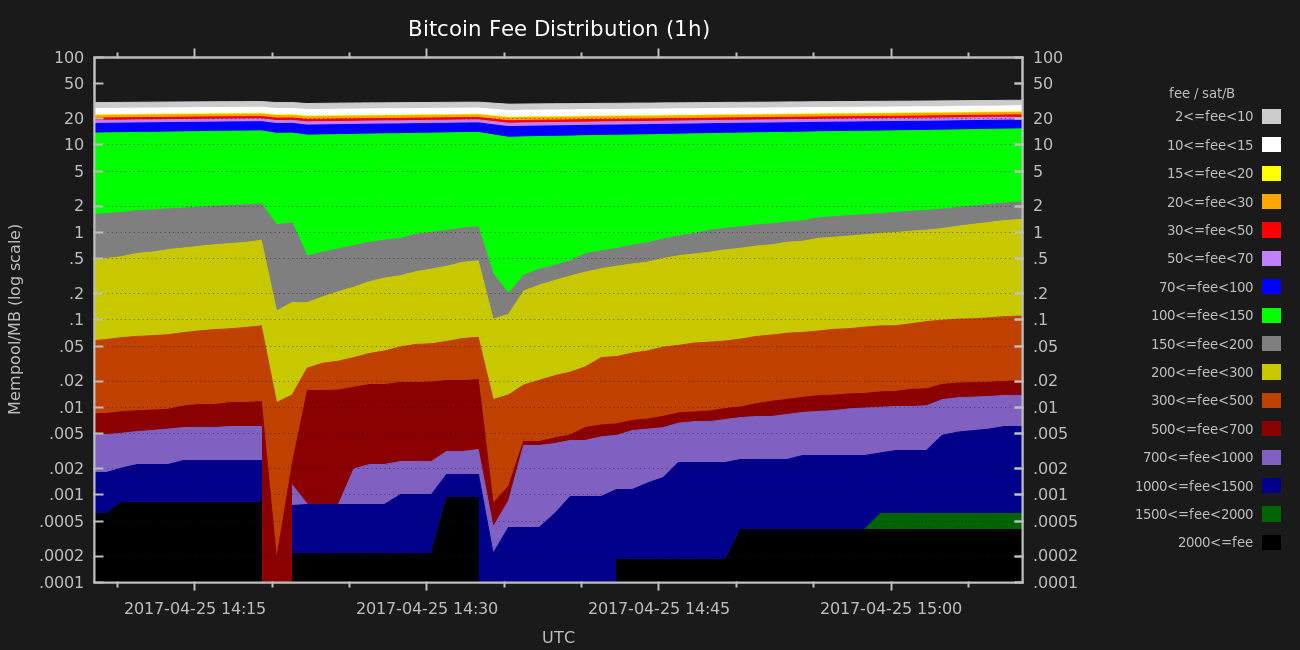 Bitcoin Fee Distribution (1h)
Mempool/MB (log scale)
100
50
20
10
5
2
1
.5
.2
.1
.05
.02
.01
.005
.002
.001
.0005
.0002
.0001
100
50
20
10
5
2
1
.5
.2
.1
.05
.02
.01
.005
.002
.001
.0005
.0002
.0001
2017-04-25 14:15
2017-04-25 14:30
2017-04-25 14:45
2017-04-25 15:00
UTC
fee / sat/B
2<=fee<10
10<=fee<15
15<=fee<20
20<=fee<30
30<=fee<50
50<=fee<70
70<=fee<100
100<=fee<150
150<=fee<200
200<=fee<300
300<=fee<500
500<=fee<700
700<=fee<1000
1000<=fee<1500
1500<=fee<2000
2000<=fee